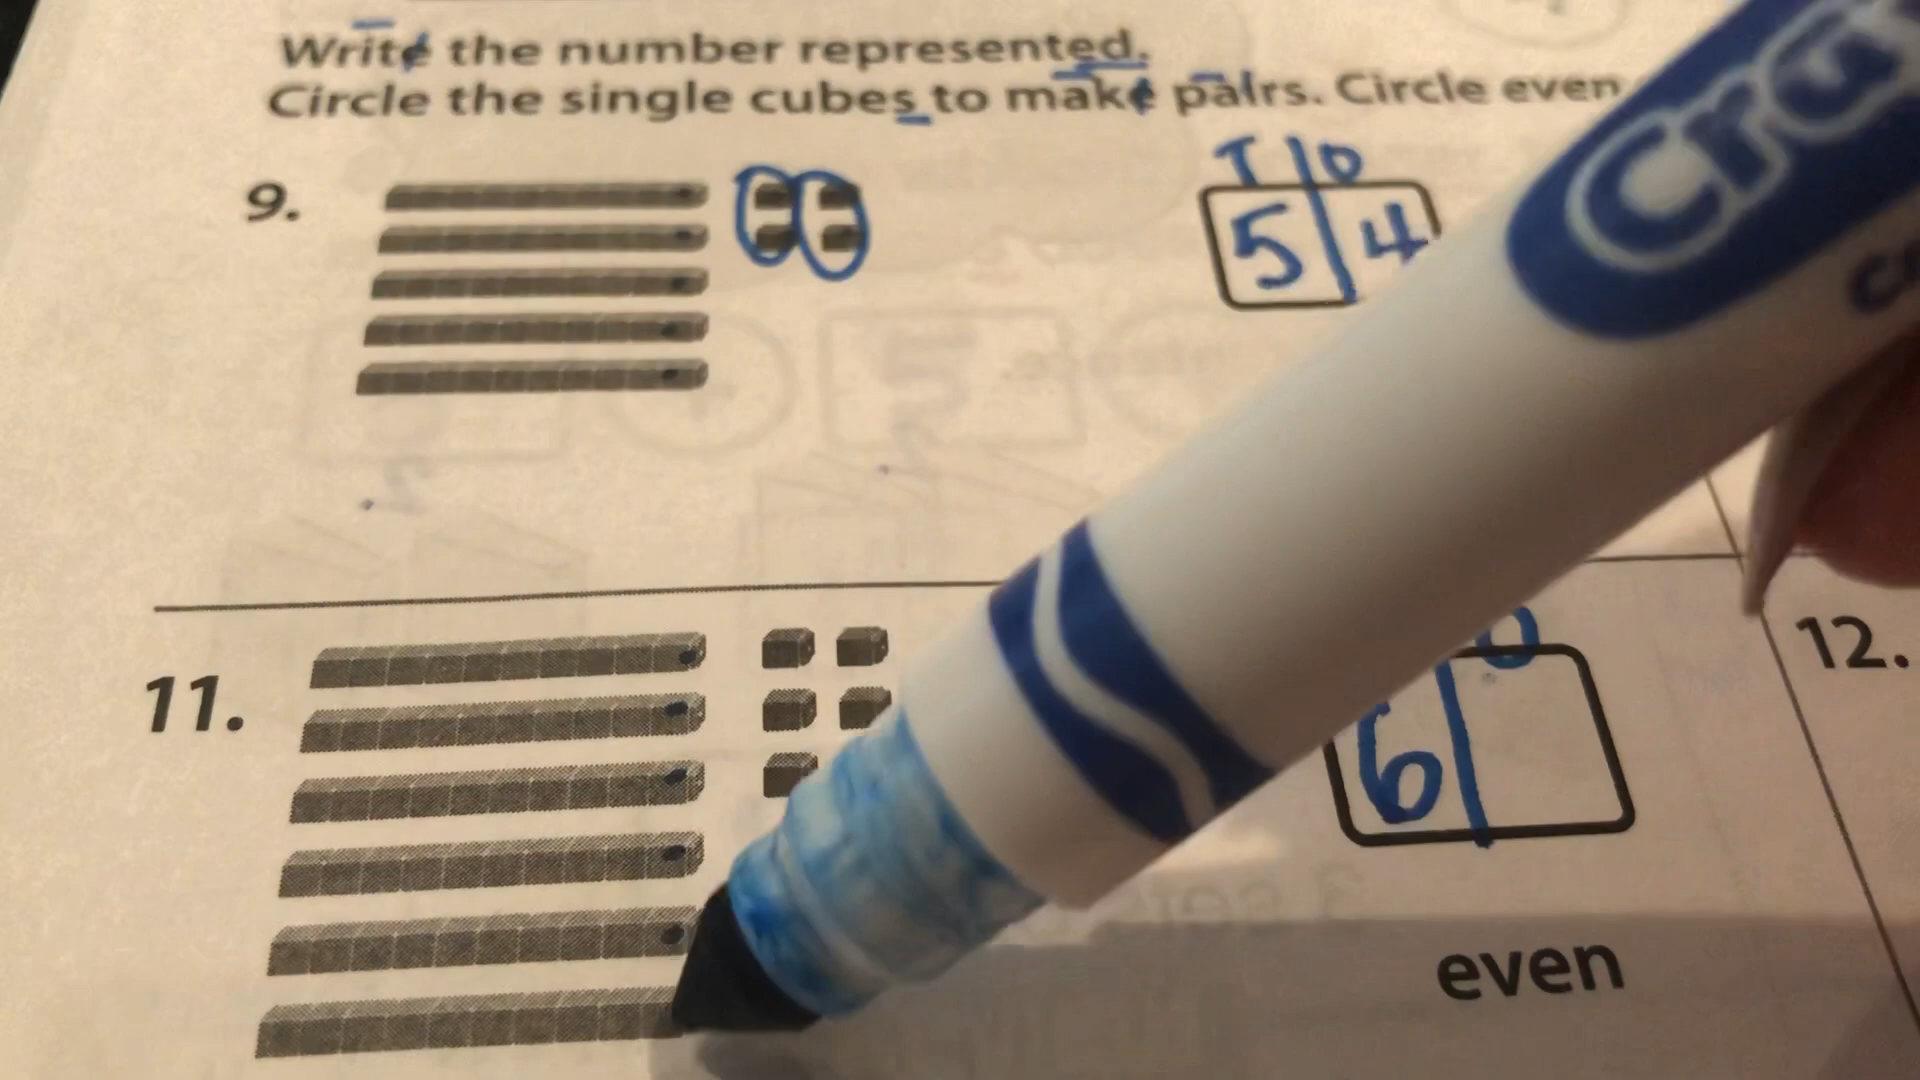 Write the number represented.
Circle the single cubes to make pairs. Circle even
9.
T O
5 4
11.
O
6
12.
even